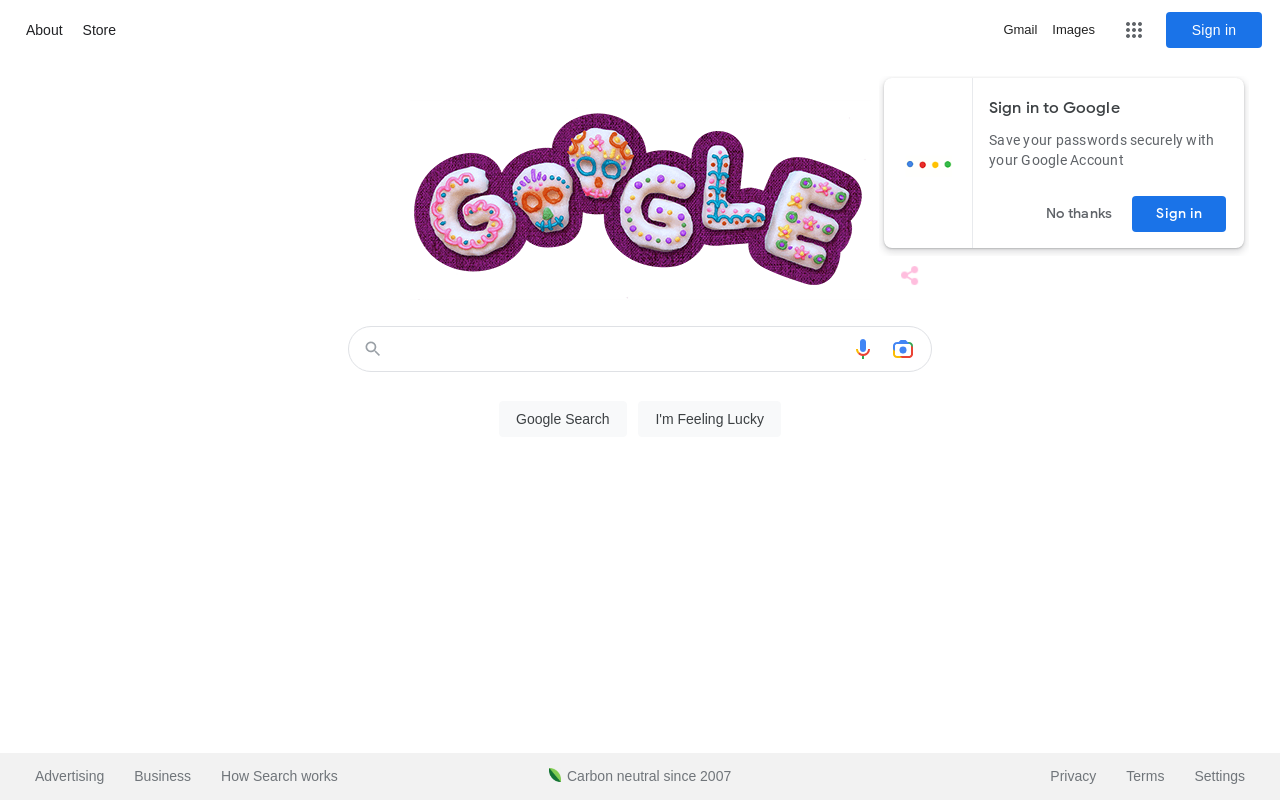 About
Store
Gmail
Images
Sign in
GOOGLE
Sign in to Google
Save your passwords securely with
your Google Account
No thanks
Sign in
Google Search
I'm Feeling Lucky
Advertising
Business
How Search works
Carbon neutral since 2007
Privacy
Terms
Settings